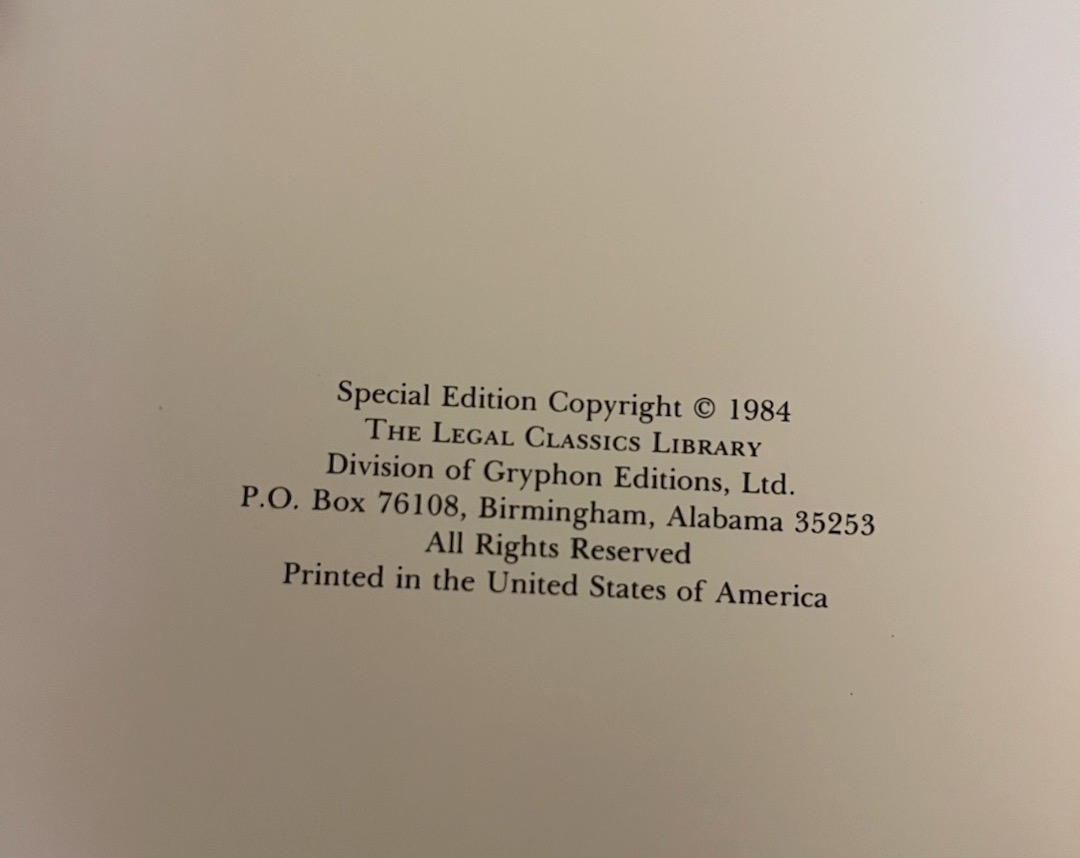 Special Edition Copyright © 1984
THE LEGAL CLASSICS LIBRARY
Division of Gryphon Editions, Ltd.
P.O. Box 76108, Birmingham, Alabama 35253
All Rights Reserved
Printed in the United States of America